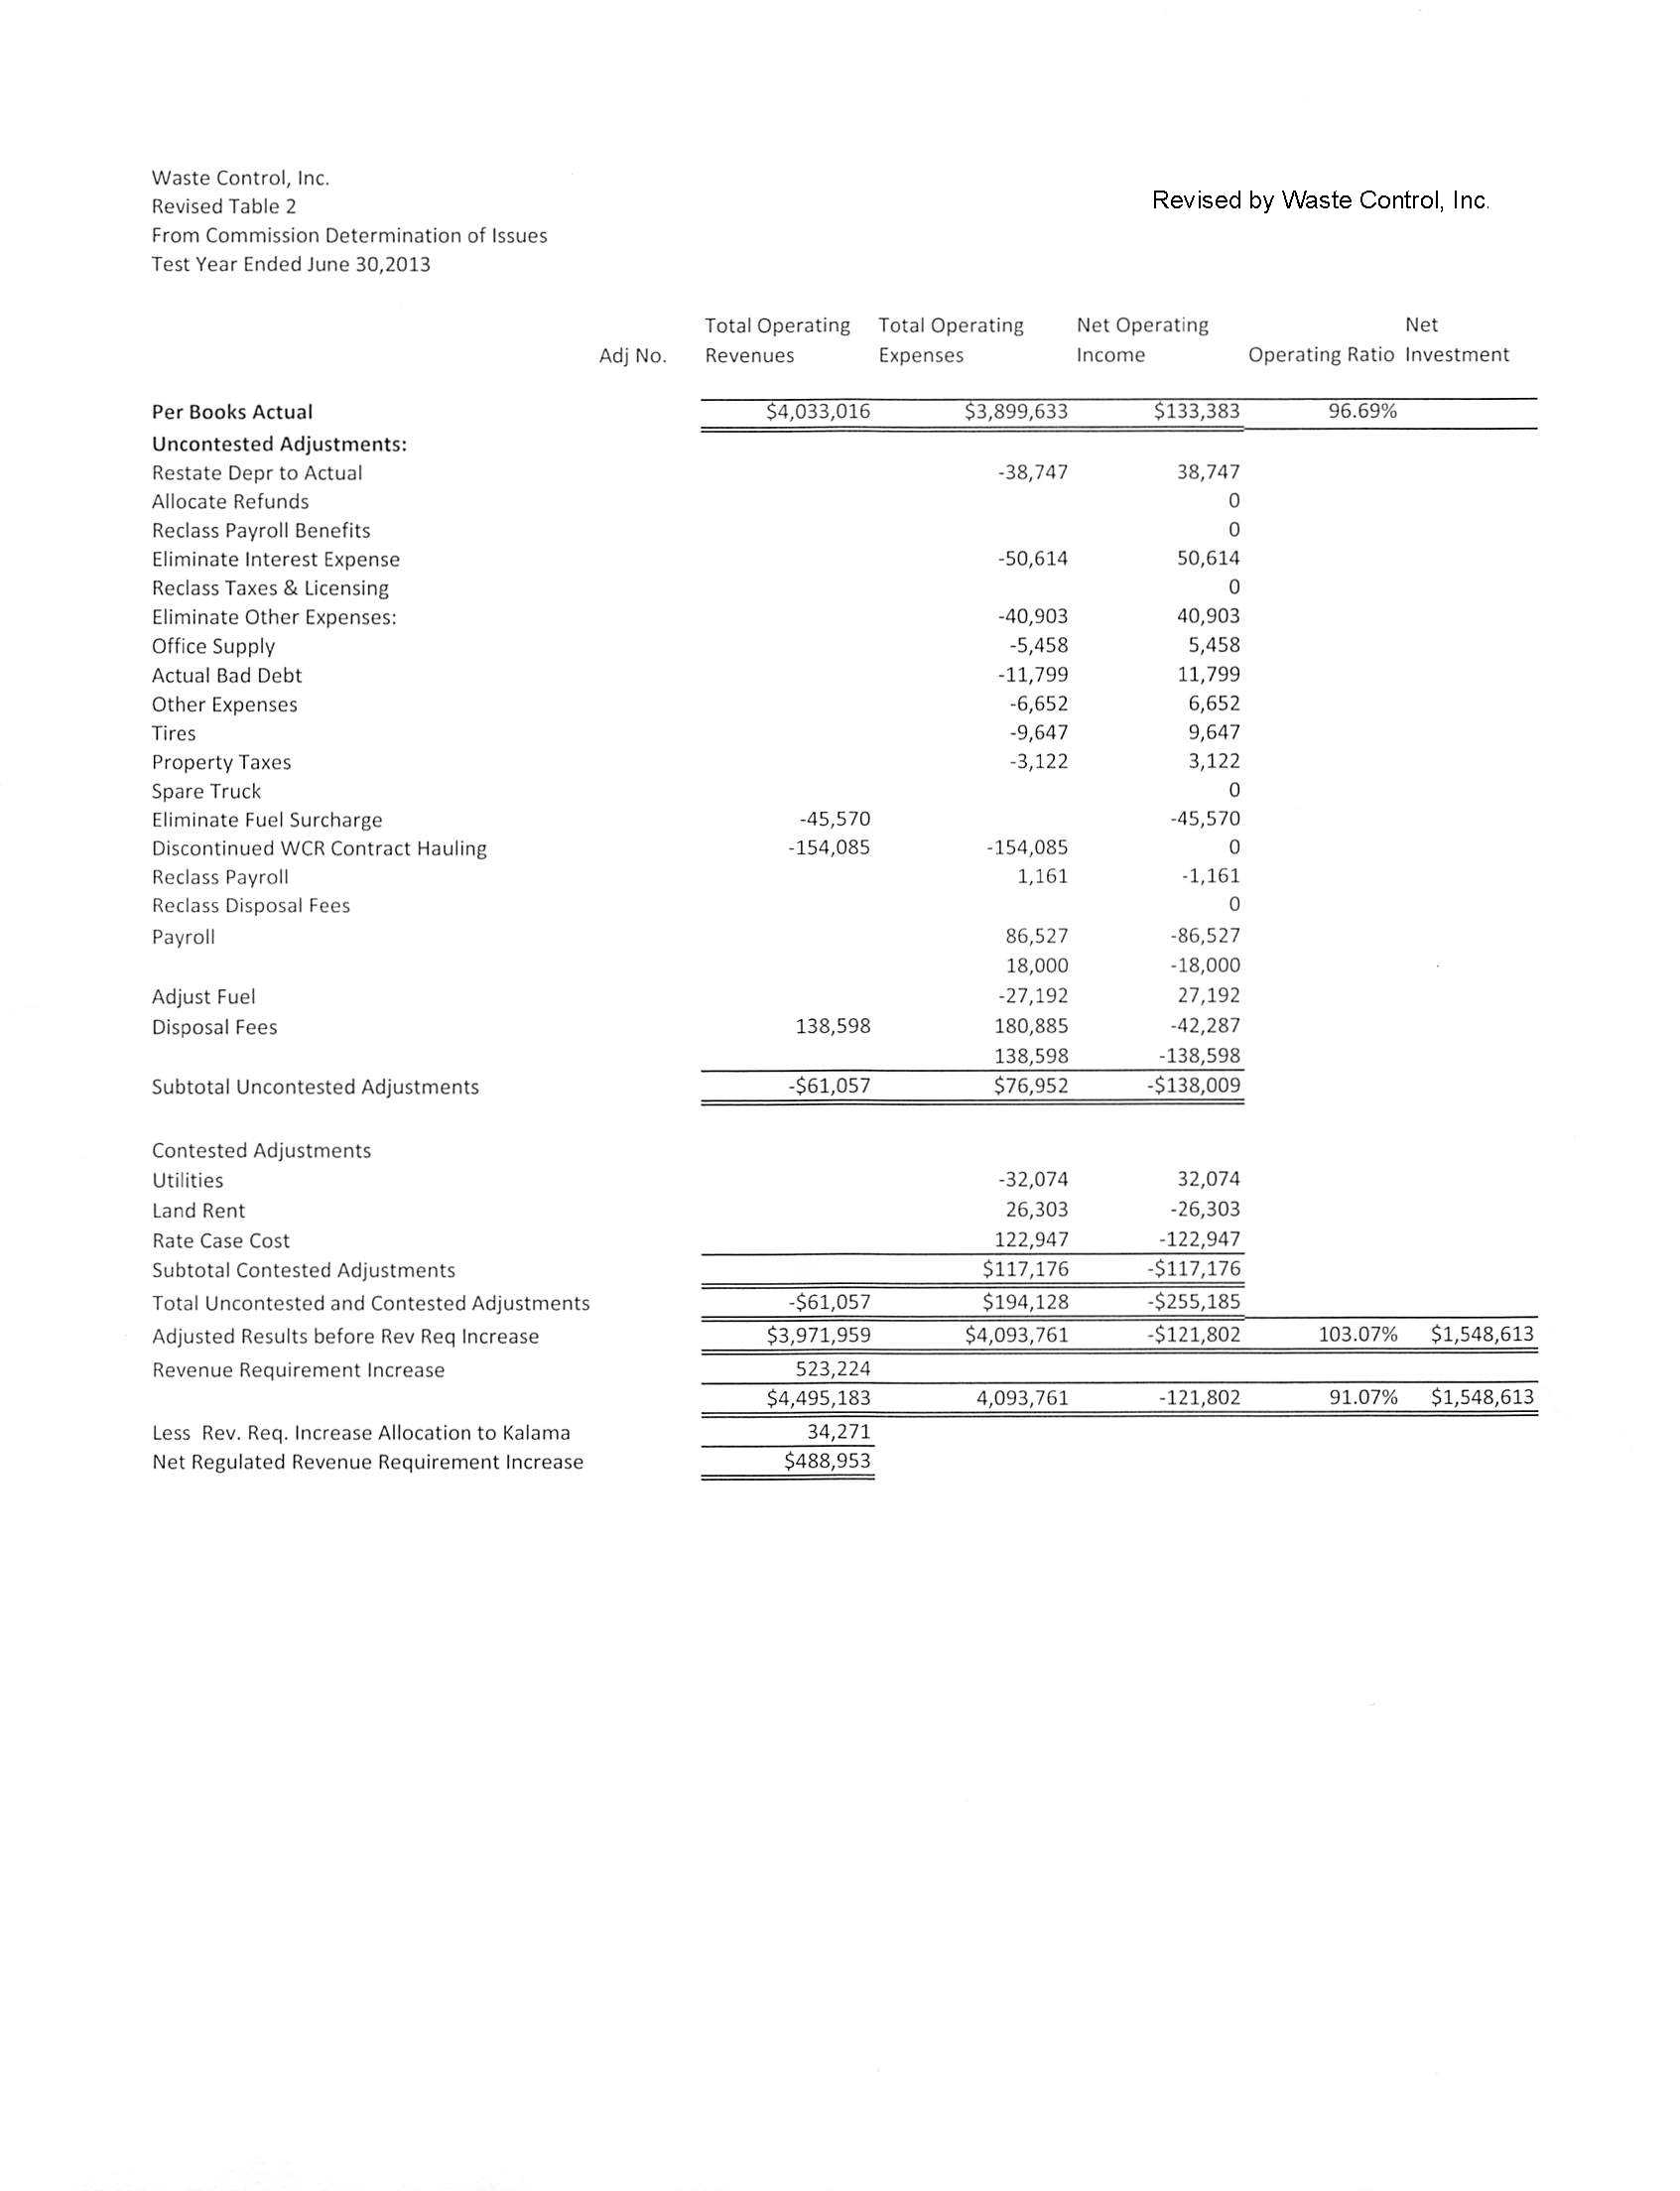 Waste Control, Inc.
Revised Table 2
Revised by Waste Control, Inc.
From Commission Determination of Issues
Test Year Ended June 30,2013
Total Operating Total Operating Net Operating Net
Adj No. Revenues Expenses Income Operating Ratio Investment
Per Books Actual $4,033,016 $3,899,633 $133,383 96.69%
Uncontested Adjustments:
Restate Depr to Actual -38,747 38,747
Allocate Refunds 0
Reclass Payroll Benefits 0
Eliminate Interest Expense -50,614 50,614
Reclass Taxes & Licensing 0
Eliminate Other Expenses: -40,903 40,903
Office Supply -5,458 5,458
Actual Bad Debt -11,799 11,799
Other Expenses -6,652 6,652
Tires -9,647 9,647
Property Taxes -3,122 3,122
Spare Truck 0
Eliminate Fuel Surcharge -45,570 -45,570
Discontinued WCR Contract Hauling -154,085 -154,085 0
Reclass Payroll 1,161 -1,161
Reclass Disposal Fees 0
Payroll 86,527 -86,527
18,000 -18,000
Adjust Fuel -27,192 27,192
Disposal Fees 138,598 180,885 -42,287
138,598 -138,598
Subtotal Uncontested Adjustments -$61,057 $76,952 -$138,009
Contested Adjustments
Utilities -32,074 32,074
Land Rent 26,303 -26,303
Rate Case Cost 122,947 -122,947
Subtotal Contested Adjustments $117,176 -$117,176
Total Uncontested and Contested Adjustments -$61,057 $194,128 -$255,185
Adjusted Results before Rev Req Increase $3,971,959 $4,093,761 -$121,802 103.07% $1,548,613
Revenue Requirement Increase 523,224
$4,495,183 4,093,761 -121,802 91.07% $1,548,613
Less Rev. Req. Increase Allocation to Kalama 34,271
Net Regulated Revenue Requirement Increase $488,953